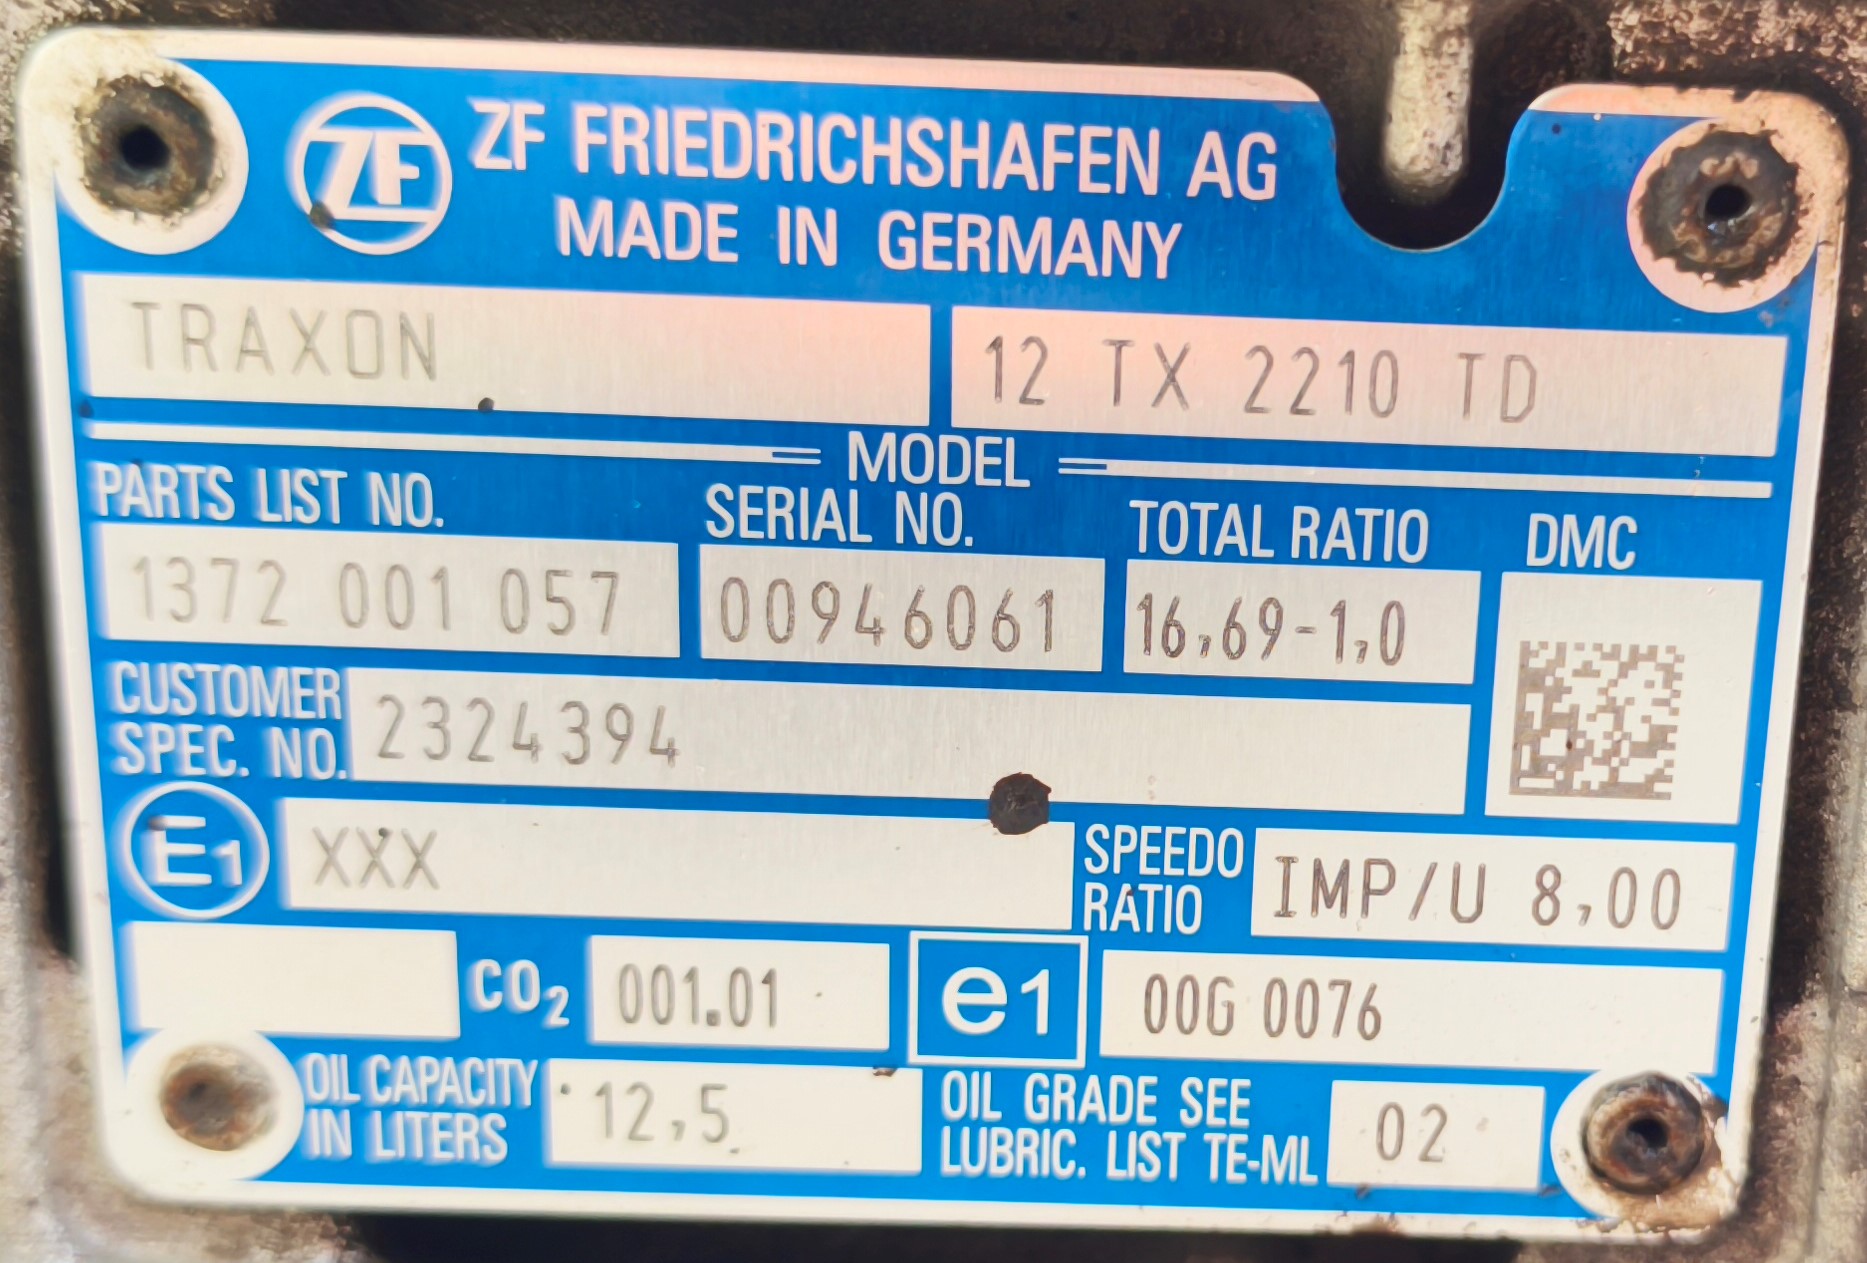 ZF ZF FRIEDRICHSHAFEN AG
MADE IN GERMANY
TRAXON 12 TX 2210 TD
MODEL
PARTS LIST NO. SERIAL NO. TOTAL RATIO DMC
1372 001 057 00946061 16,69-1,0
CUSTOMER
SPEC. NO. 2324394
E1 XXX SPEEDO
RATIO IMP/U 8,00
CO₂ 001.01 e1 00G 0076
OIL CAPACITY
IN LITERS 12,5
OIL GRADE SEE
LUBRIC. LIST TE-ML 02